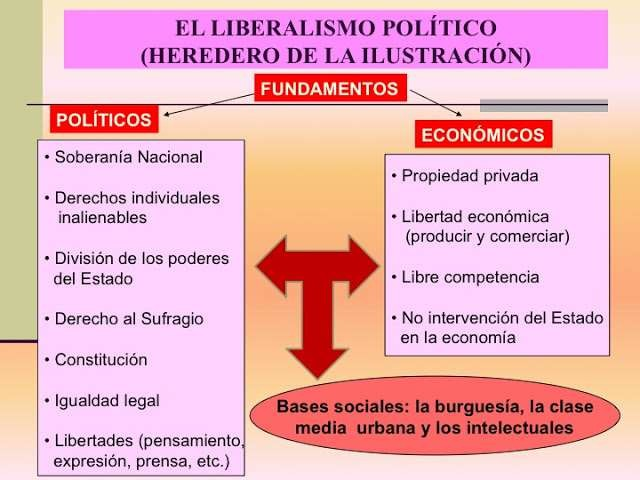 EL LIBERALISMO POLÍTICO
(HEREDERO DE LA ILUSTRACIÓN)
FUNDAMENTOS
POLÍTICOS
• Soberanía Nacional
• Derechos individuales
inalienables
• División de los poderes
del Estado
• Derecho al Sufragio
• Constitución
• Igualdad legal
• Libertades (pensamiento,
expresión, prensa, etc.)
ECONÓMICOS
• Propiedad privada
• Libertad económica
(producir y comerciar)
• Libre competencia
• No intervención del Estado
en la economía
Bases sociales: la burguesía, la clase
media urbana y los intelectuales